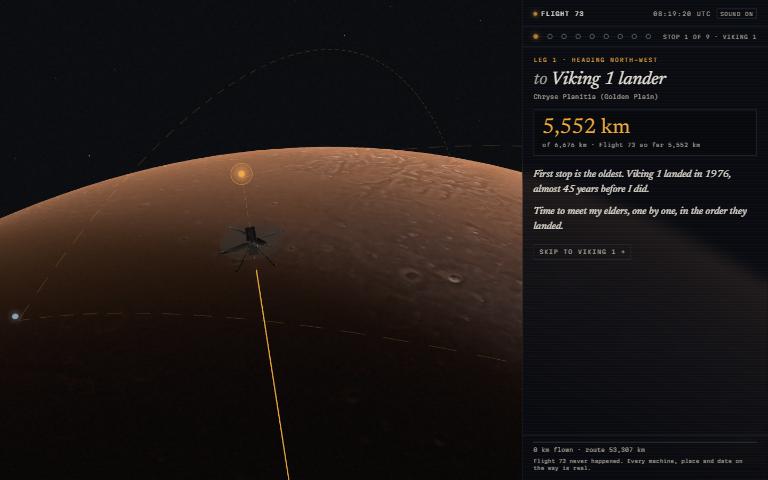 FLIGHT 73
08:19:20 UTC
SOUND ON
STOP 1 OF 9 · VIKING 1
LEG 1 · HEADING NORTH-WEST
to Viking 1 lander
Chryse Planitia (Golden Plain)
5,552 km
of 6,676 km · Flight 73 so far 5,552 km
First stop is the oldest. Viking 1 landed in 1976,
almost 45 years before I did.
Time to meet my elders, one by one, in the order they
landed.
SKIP TO VIKING 1 →
0 km flown · route 53,307 km
Flight 73 never happened. Every machine, place and date on
the way is real.